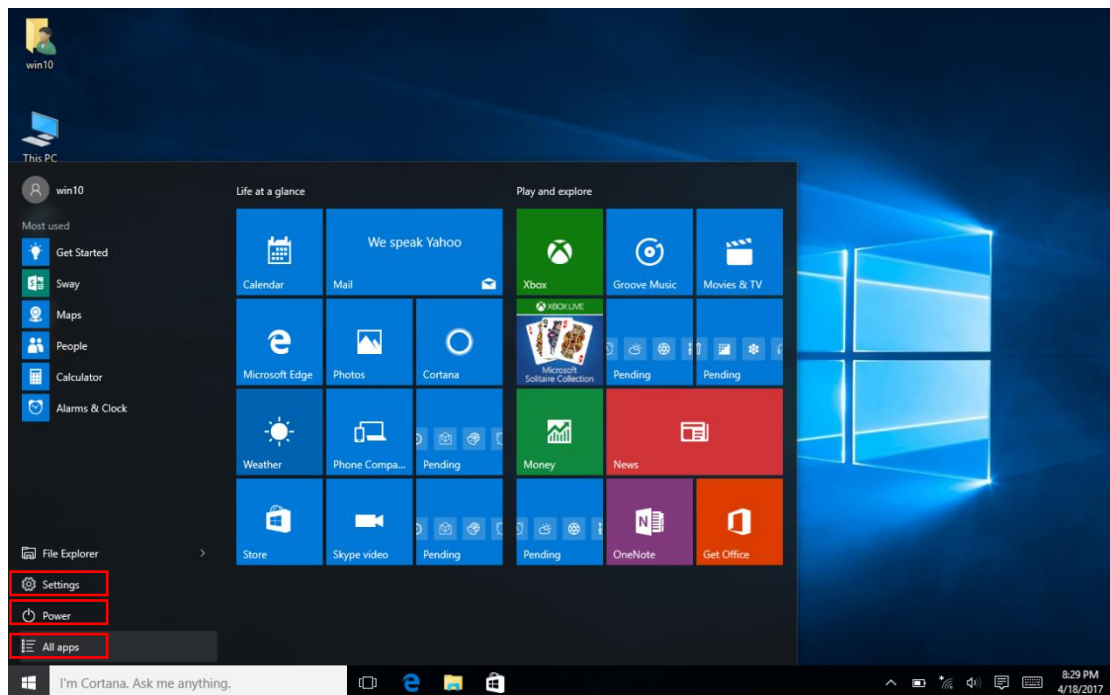 win10
This PC
win10
Most used
Get Started
Sway
Maps
People
Calculator
Alarms & Clock
File Explorer
Settings
Power
All apps
Life at a glance
Calendar
We speak Yahoo
Mail
Microsoft Edge
Photos
Cortana
Weather
Phone Compa...
Pending
Store
Skype video
Pending
Play and explore
Xbox
Groove Music
Movies & TV
XBOX LIVE
Microsoft
Solitaire Collection
Pending
Pending
Money
News
Pending
OneNote
Get Office
I'm Cortana. Ask me anything.
8:29 PM
4/18/2017